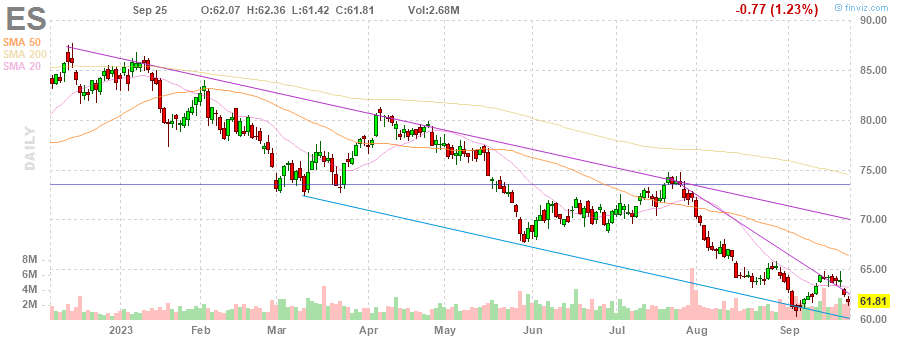 ES
Sep 25 O:62.07 H:62.36 L:61.42 C:61.81 Vol:2.68M
-0.77 (1.23%)
finviz.com
SMA 50
SMA 200
SMA 20
DAILY
90.00
85.00
80.00
75.00
70.00
65.00
61.81
60.00
8M
6M
4M
2M
2023 Feb Mar Apr May Jun Jul Aug Sep